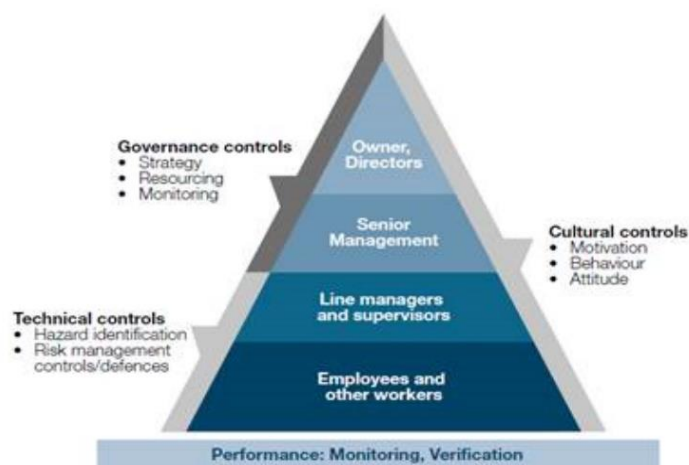 Governance controls
• Strategy
• Resourcing
• Monitoring
Owner,
Directors
Senior
Management
Cultural controls
• Motivation
• Behaviour
• Attitude
Technical controls
• Hazard identification
• Risk management
controls/defences
Line managers
and supervisors
Employees and
other workers
Performance: Monitoring, Verification